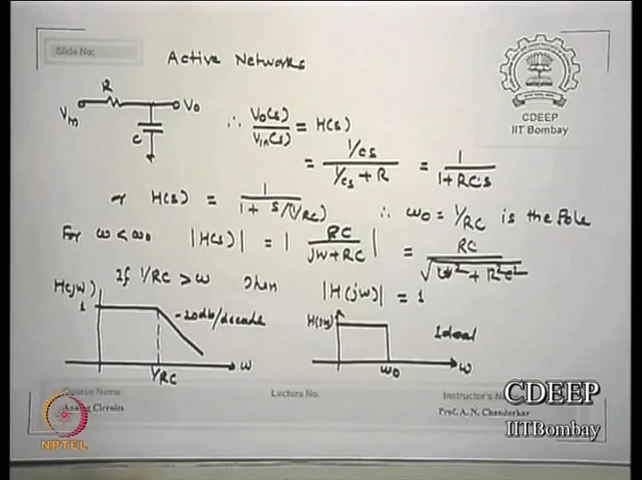 Slide No:
Active Networks
R
Vin
Vo
C
∴ Vo(s)/Vin(s) = H(s)
= 1/Cs / (1/Cs + R) = 1/(1+RCs)
or H(s) = 1/(1 + s/(1/RC)) ∴ ω0 = 1/RC is the Pole
For ω < ω0 |H(s)| = | RC/(jω+RC) | = RC/√(ω² + R²C²)
If 1/RC > ω then |H(jω)| = 1
H(jω)
1
-20db/decade
1/RC
ω
H(jω)
Ideal
ω0
ω
CDEEP
IIT Bombay
Course Name:
Analog Circuits
Lecture No.
Instructor's
Prof. A. N. Chandorkar
NPTEL
CDEEP
IIT Bombay